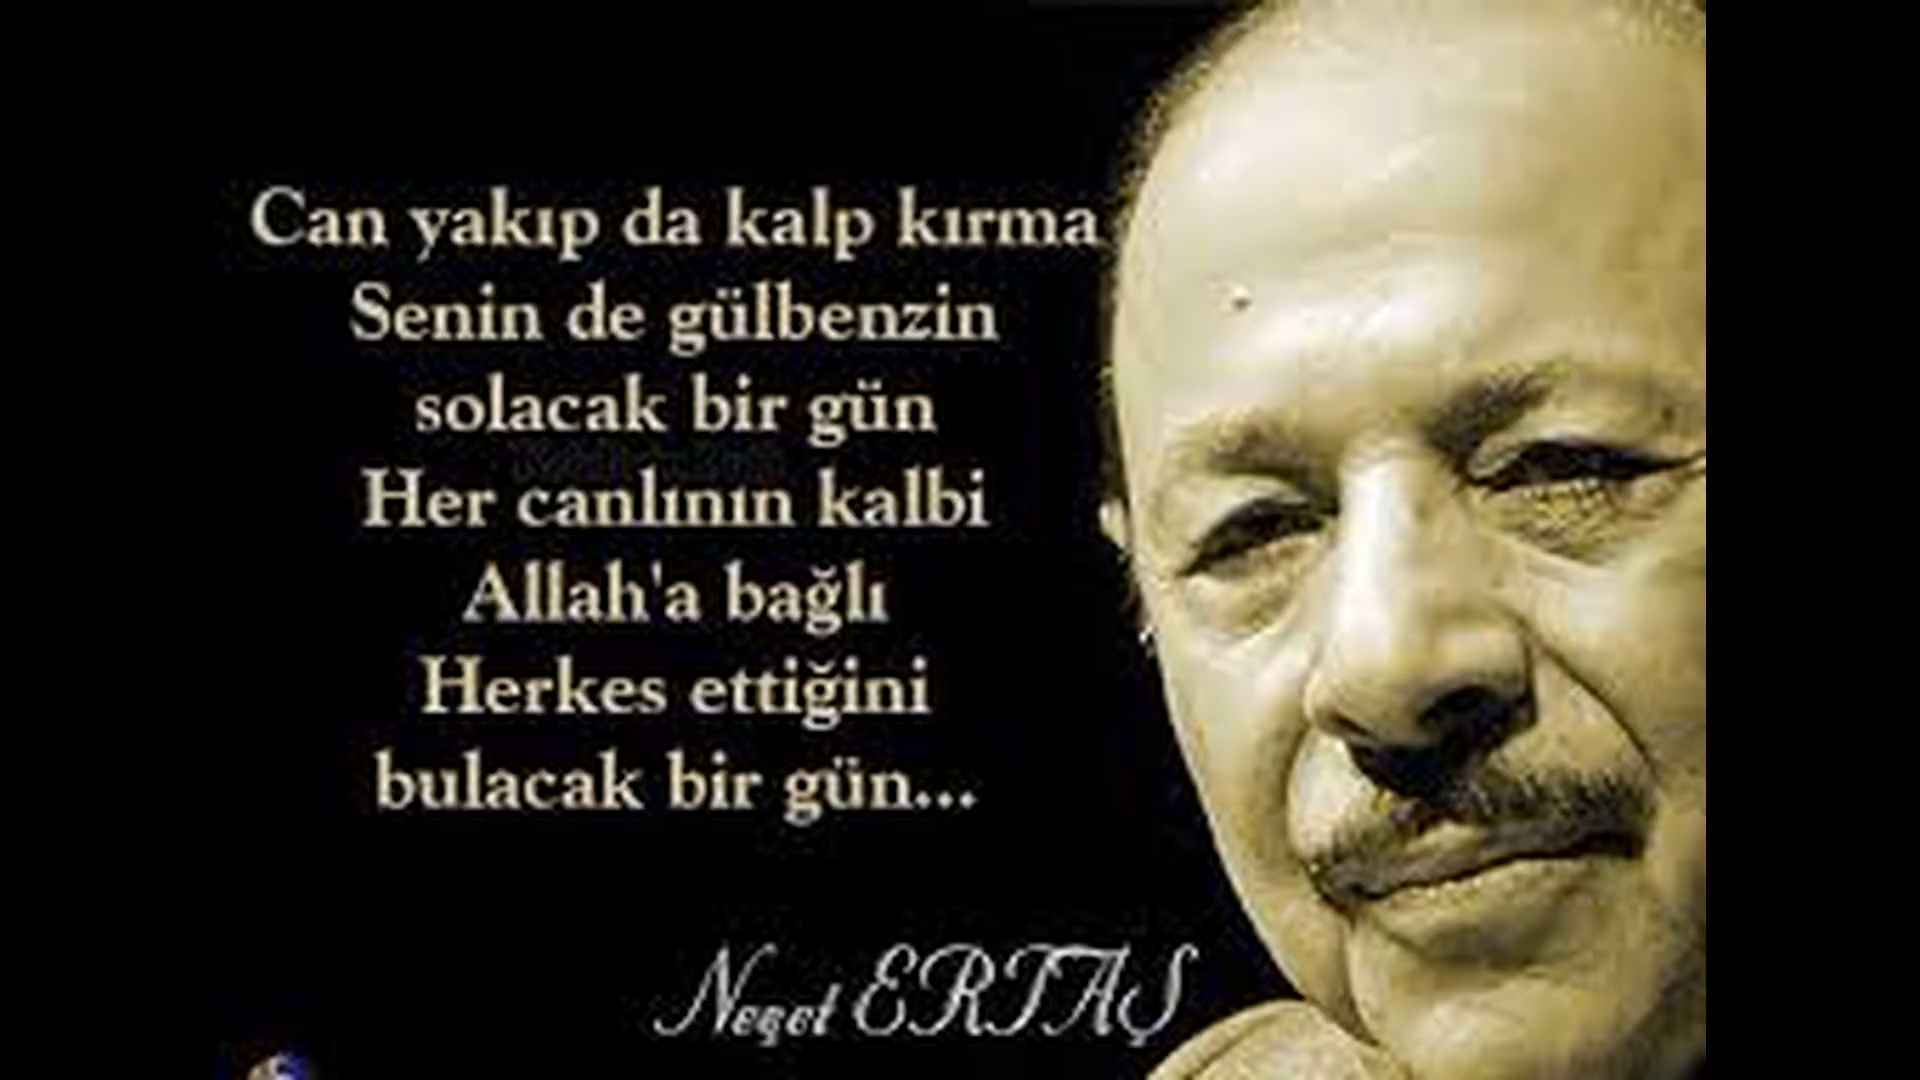 Can yakıp da kalp kırma
Senin de gülbenzin
solacak bir gün
Her canlının kalbi
Allah'a bağlı
Herkes ettiğini
bulacak bir gün...
Neşet ERTAŞ